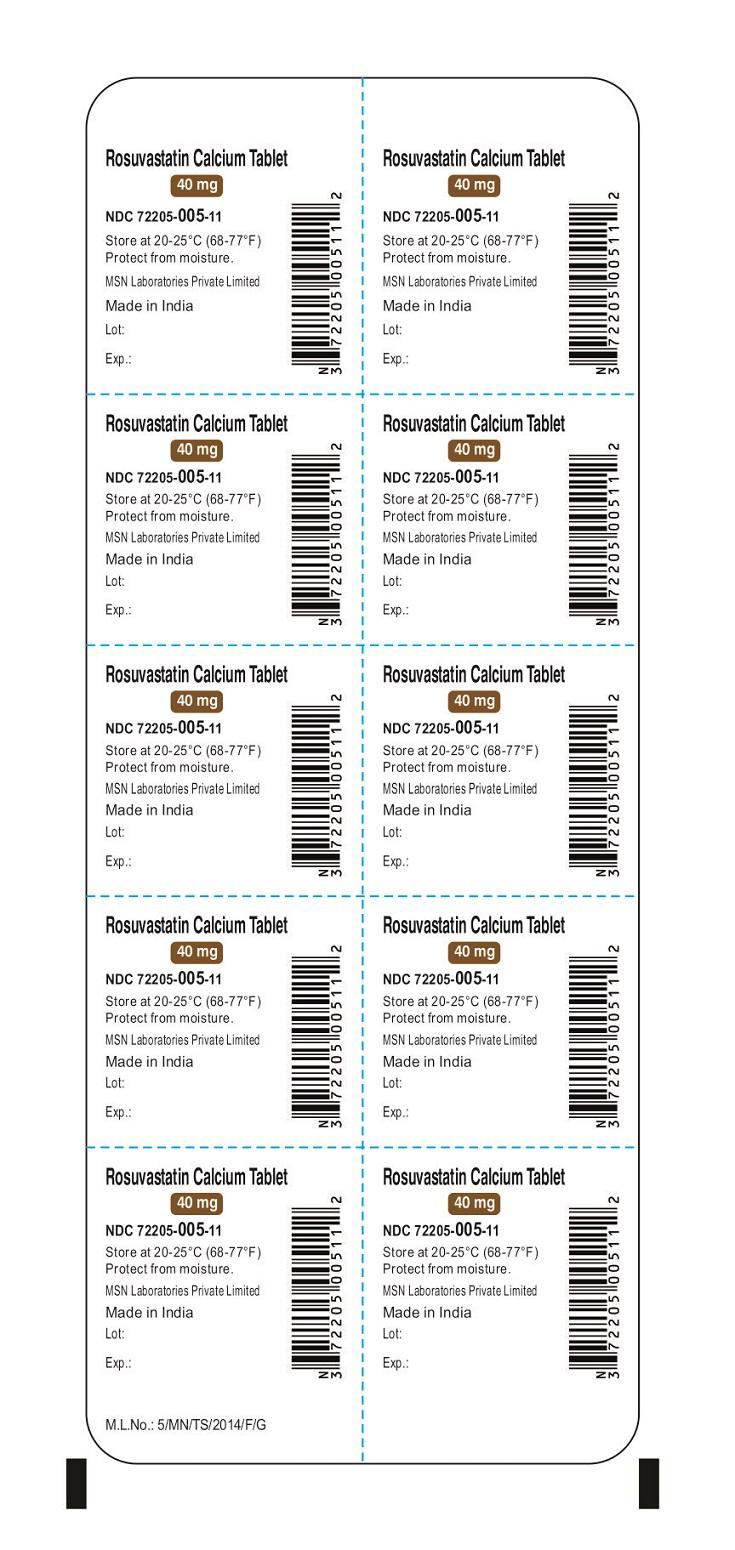 Rosuvastatin Calcium Tablet
40 mg
NDC 72205-005-11
Store at 20-25°C (68-77°F)
Protect from moisture.
MSN Laboratories Private Limited
Made in India
Lot:
Exp.:
N
3 72205 00511 2
Rosuvastatin Calcium Tablet
40 mg
NDC 72205-005-11
Store at 20-25°C (68-77°F)
Protect from moisture.
MSN Laboratories Private Limited
Made in India
Lot:
Exp.:
N
3 72205 00511 2
Rosuvastatin Calcium Tablet
40 mg
NDC 72205-005-11
Store at 20-25°C (68-77°F)
Protect from moisture.
MSN Laboratories Private Limited
Made in India
Lot:
Exp.:
N
3 72205 00511 2
Rosuvastatin Calcium Tablet
40 mg
NDC 72205-005-11
Store at 20-25°C (68-77°F)
Protect from moisture.
MSN Laboratories Private Limited
Made in India
Lot:
Exp.:
N
3 72205 00511 2
Rosuvastatin Calcium Tablet
40 mg
NDC 72205-005-11
Store at 20-25°C (68-77°F)
Protect from moisture.
MSN Laboratories Private Limited
Made in India
Lot:
Exp.:
N
3 72205 00511 2
Rosuvastatin Calcium Tablet
40 mg
NDC 72205-005-11
Store at 20-25°C (68-77°F)
Protect from moisture.
MSN Laboratories Private Limited
Made in India
Lot:
Exp.:
N
3 72205 00511 2
Rosuvastatin Calcium Tablet
40 mg
NDC 72205-005-11
Store at 20-25°C (68-77°F)
Protect from moisture.
MSN Laboratories Private Limited
Made in India
Lot:
Exp.:
N
3 72205 00511 2
Rosuvastatin Calcium Tablet
40 mg
NDC 72205-005-11
Store at 20-25°C (68-77°F)
Protect from moisture.
MSN Laboratories Private Limited
Made in India
Lot:
Exp.:
N
3 72205 00511 2
Rosuvastatin Calcium Tablet
40 mg
NDC 72205-005-11
Store at 20-25°C (68-77°F)
Protect from moisture.
MSN Laboratories Private Limited
Made in India
Lot:
Exp.:
N
3 72205 00511 2
Rosuvastatin Calcium Tablet
40 mg
NDC 72205-005-11
Store at 20-25°C (68-77°F)
Protect from moisture.
MSN Laboratories Private Limited
Made in India
Lot:
Exp.:
N
3 72205 00511 2
M.L.No.: 5/MN/TS/2014/F/G